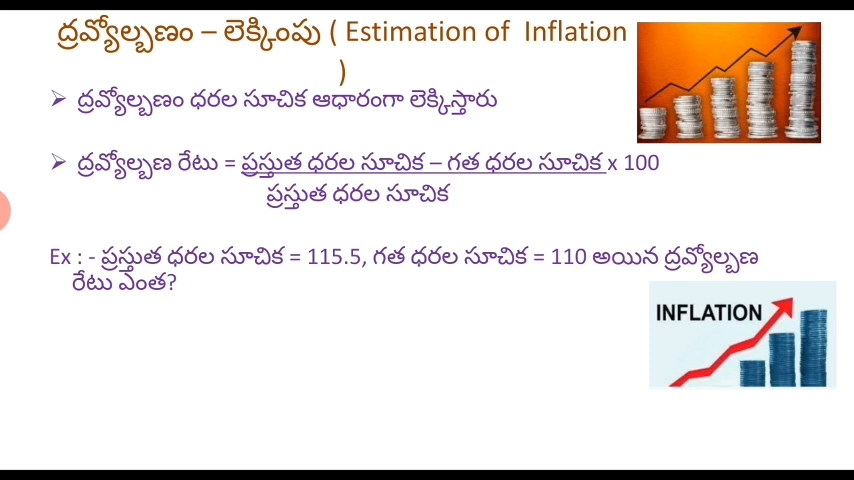 ద్రవ్యోల్బణం – లెక్కింపు ( Estimation of Inflation
)
➢ ద్రవ్యోల్బణం ధరల సూచిక ఆధారంగా లెక్కిస్తారు
➢ ద్రవ్యోల్బణ రేటు = ప్రస్తుత ధరల సూచిక – గత ధరల సూచిక x 100
ప్రస్తుత ధరల సూచిక
Ex : - ప్రస్తుత ధరల సూచిక = 115.5, గత ధరల సూచిక = 110 అయిన ద్రవ్యోల్బణ
రేటు ఎంత?
INFLATION